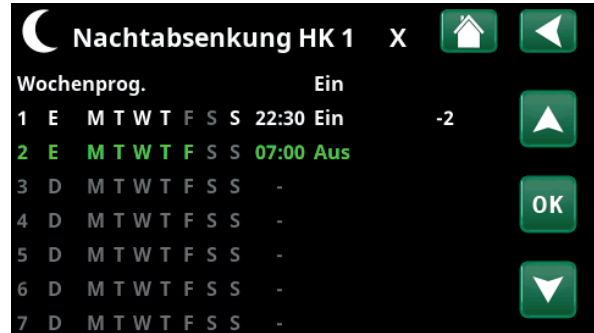 Nachtabsenkung HK 1 X
Wochenprog. Ein
1 E M T W T F S S 22:30 Ein -2
2 E M T W T F S S 07:00 Aus
3 D M T W T F S S -
OK
4 D M T W T F S S -
5 D M T W T F S S -
6 D M T W T F S S -
7 D M T W T F S S